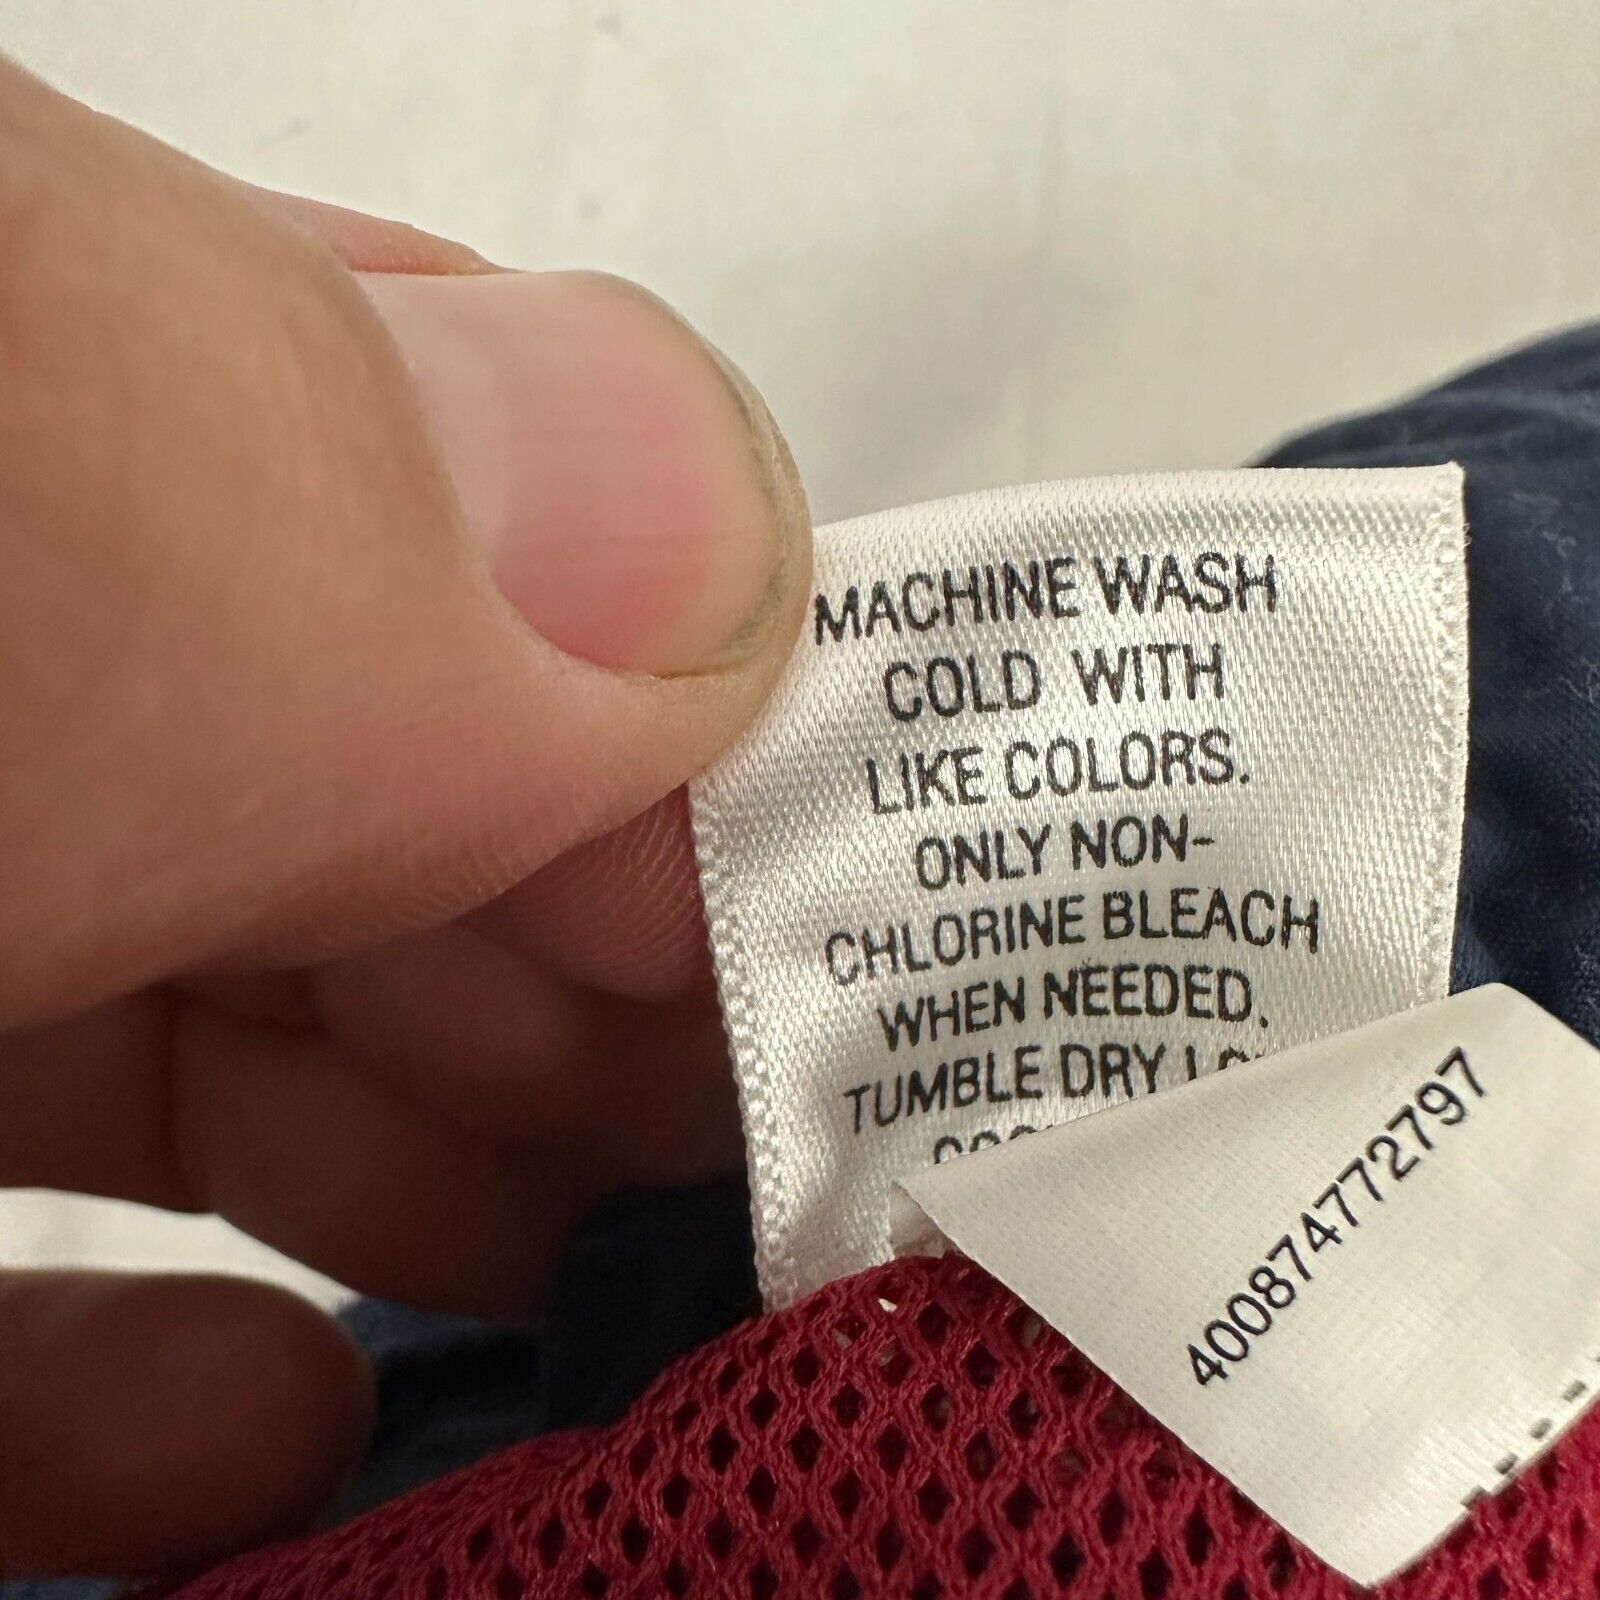 MACHINE WASH
COLD WITH
LIKE COLORS.
ONLY NON-
CHLORINE BLEACH
WHEN NEEDED.
TUMBLE DRY
400874772797